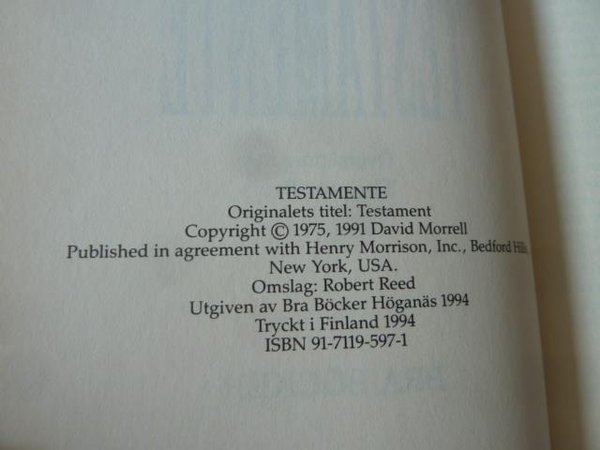 TESTAMENTE
Originalets titel: Testament
Copyright © 1975, 1991 David Morrell
Published in agreement with Henry Morrison, Inc., Bedford Hills,
New York, USA.
Omslag: Robert Reed
Utgiven av Bra Böcker Höganäs 1994
Tryckt i Finland 1994
ISBN 91-7119-597-1